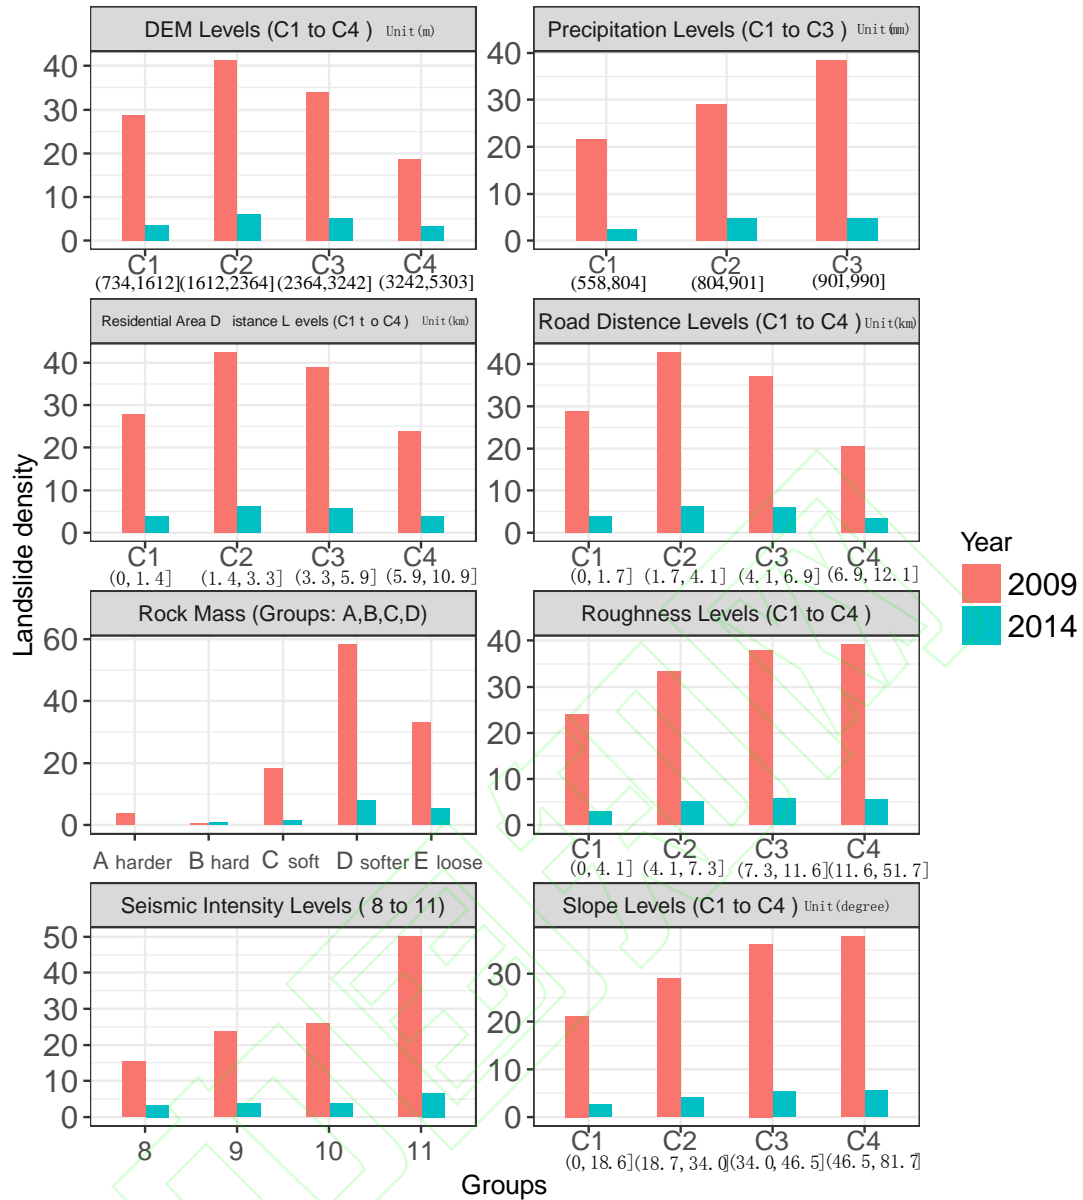 DEM Levels (C1 to C4 ) Unit(m)
40
30
20
10
0
C1 C2 C3 C4
(734,1612] (1612,2364] (2364,3242] (3242,5303]
Precipitation Levels (C1 to C3 ) Unit(mm)
40
30
20
10
0
C1 C2 C3
(558,804] (804,901] (901,990]
Residential Area D istance L evels (C1 t o C4 ) Unit(km)
40
30
20
10
0
C1 C2 C3 C4
(0, 1.4] (1.4, 3.3] (3.3, 5.9] (5.9, 10.9]
Road Distence Levels (C1 to C4 ) Unit(km)
40
30
20
10
0
C1 C2 C3 C4
(0, 1.7] (1.7, 4.1] (4.1, 6.9] (6.9, 12.1]
Landslide density
Rock Mass (Groups: A,B,C,D)
60
40
20
0
A harder B hard C soft D softer E loose
Roughness Levels (C1 to C4 )
40
30
20
10
0
C1 C2 C3 C4
(0, 4.1] (4.1, 7.3] (7.3, 11.6] (11.6, 51.7]
Seismic Intensity Levels ( 8 to 11)
50
40
30
20
10
0
8 9 10 11
Slope Levels (C1 to C4 ) Unit(degree)
30
20
10
0
C1 C2 C3 C4
(0, 18.6] (18.7, 34.0] (34.0, 46.5] (46.5, 81.7]
Groups
Year
2009
2014